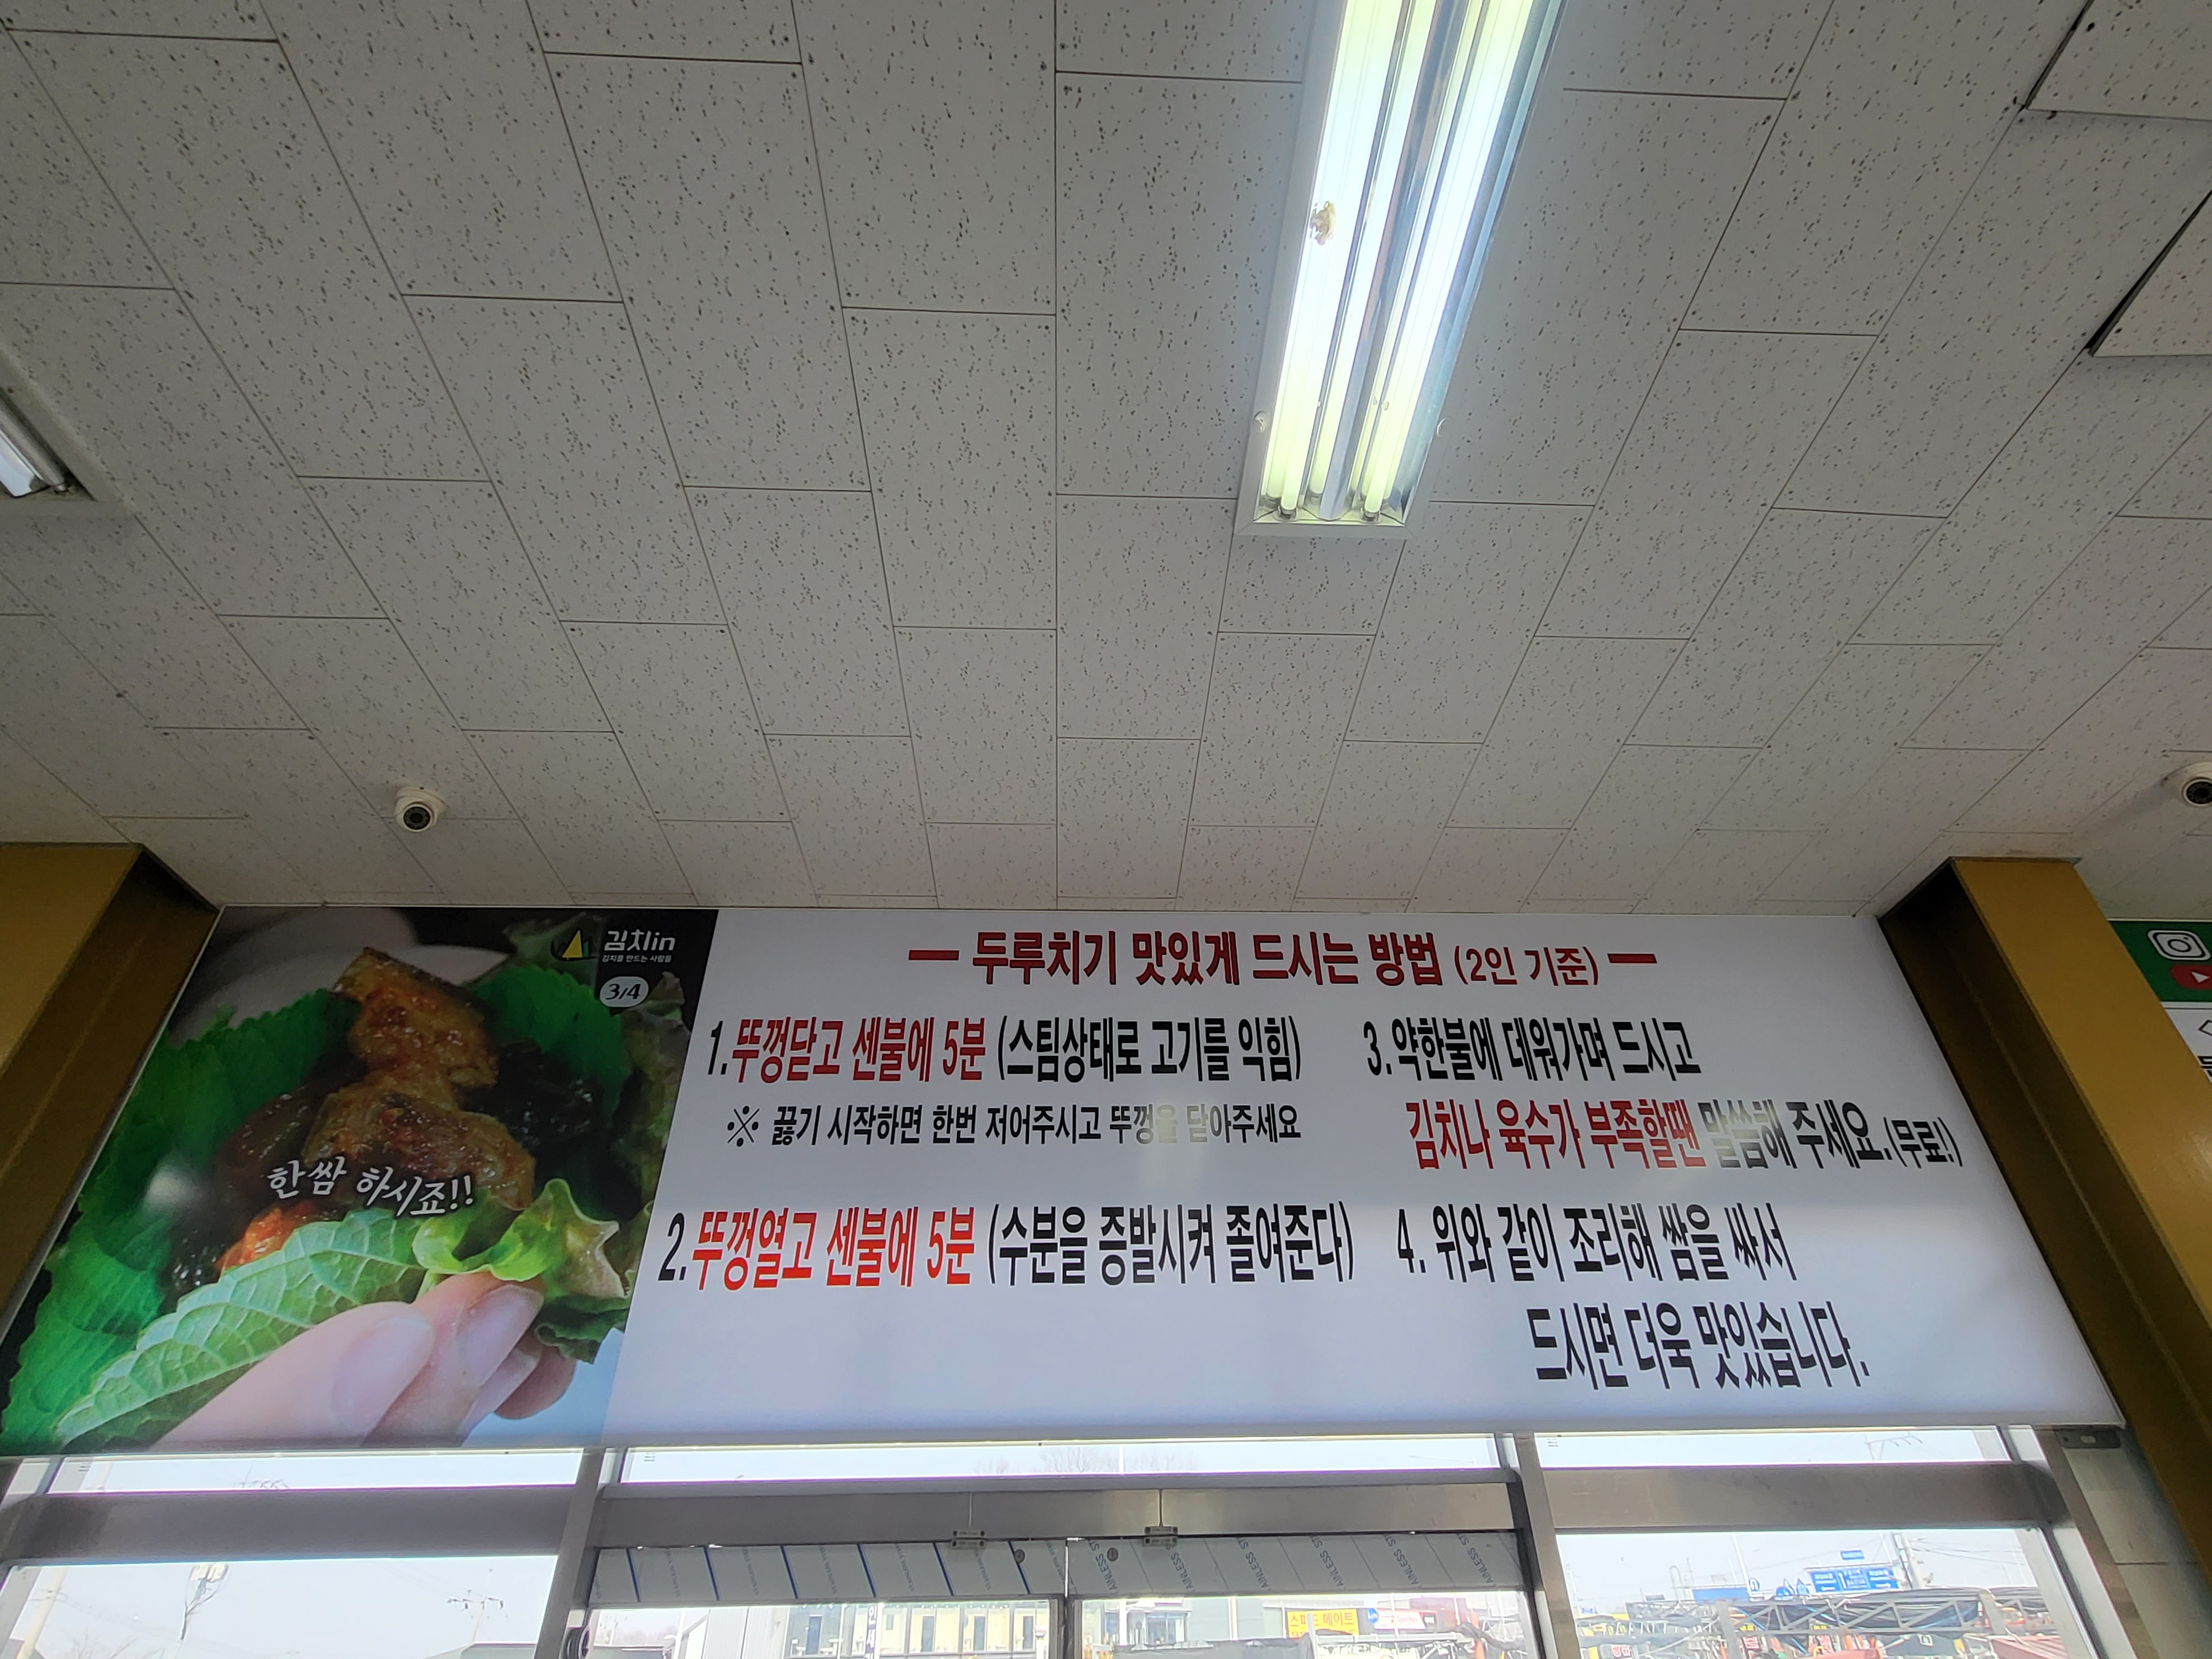 김치in
김치를 만드는 사람들
3/4
한쌈 하시죠!!
두루치기 맛있게 드시는 방법 (2인 기준)
1.뚜껑닫고 센불에 5분 (스팀상태로 고기를 익힘)
※ 끓기 시작하면 한번 저어주시고 뚜껑을 닫아주세요
2.뚜껑열고 센불에 5분 (수분을 증발시켜 졸여준다)
3.약한불에 데워가며 드시고
김치나 육수가 부족할땐 말씀해 주세요.(무료!)
4. 위와 같이 조리해 쌈을 싸서
드시면 더욱 맛있습니다.
스피드 메이트